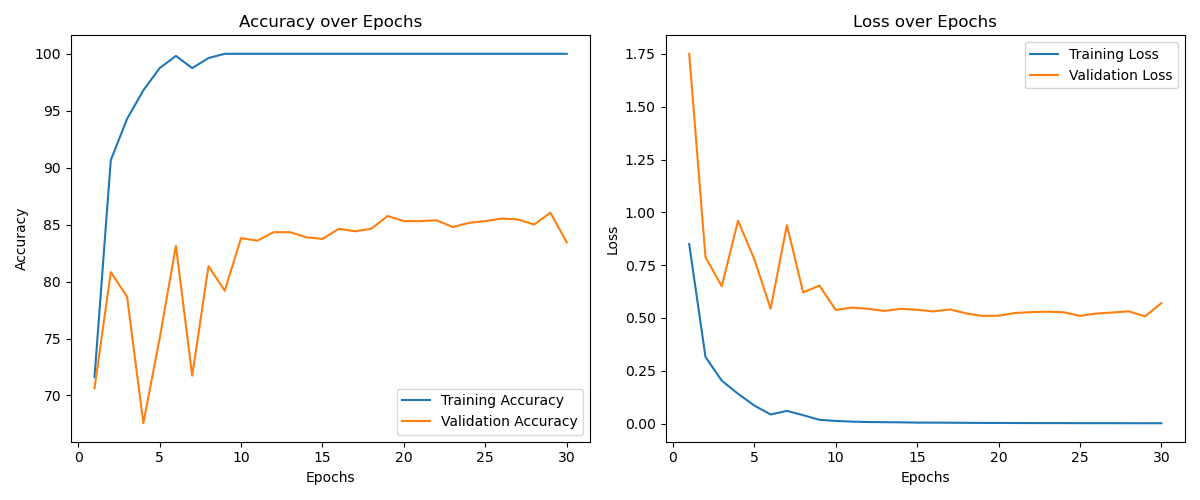 Accuracy over Epochs
Accuracy
100
95
90
85
80
75
70
Training Accuracy
Validation Accuracy
0 5 10 15 20 25 30
Epochs
Loss over Epochs
Loss
1.75
1.50
1.25
1.00
0.75
0.50
0.25
0.00
Training Loss
Validation Loss
0 5 10 15 20 25 30
Epochs